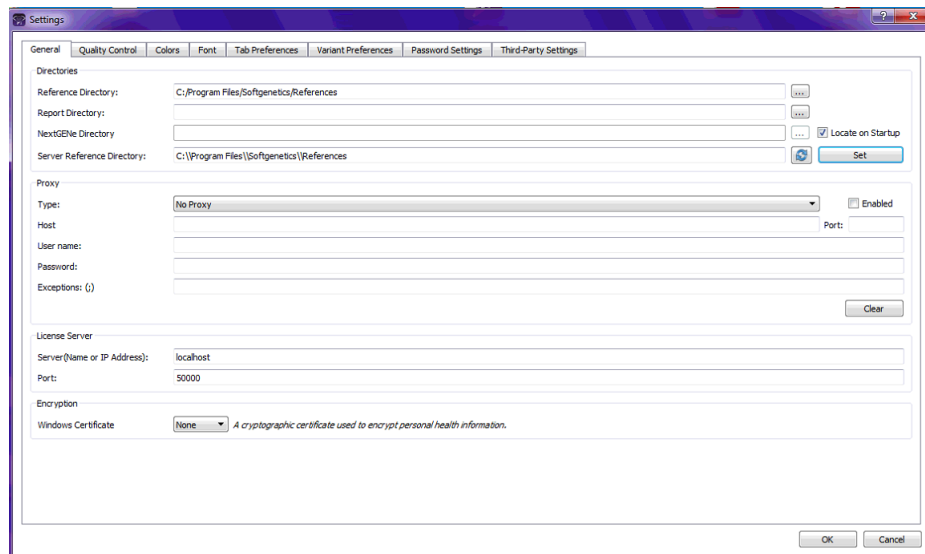 Settings
General Quality Control Colors Font Tab Preferences Variant Preferences Password Settings Third-Party Settings
Directories
Reference Directory: C:/Program Files/Softgenetics/References ...
Report Directory: ...
NextGENe Directory ... Locate on Startup
Server Reference Directory: C:\\Program Files\\Softgenetics\\References Set
Proxy
Type: No Proxy Enabled
Host Port:
User name:
Password:
Exceptions: (;)
Clear
License Server
Server(Name or IP Address): localhost
Port: 50000
Encryption
Windows Certificate None A cryptographic certificate used to encrypt personal health information.
OK Cancel